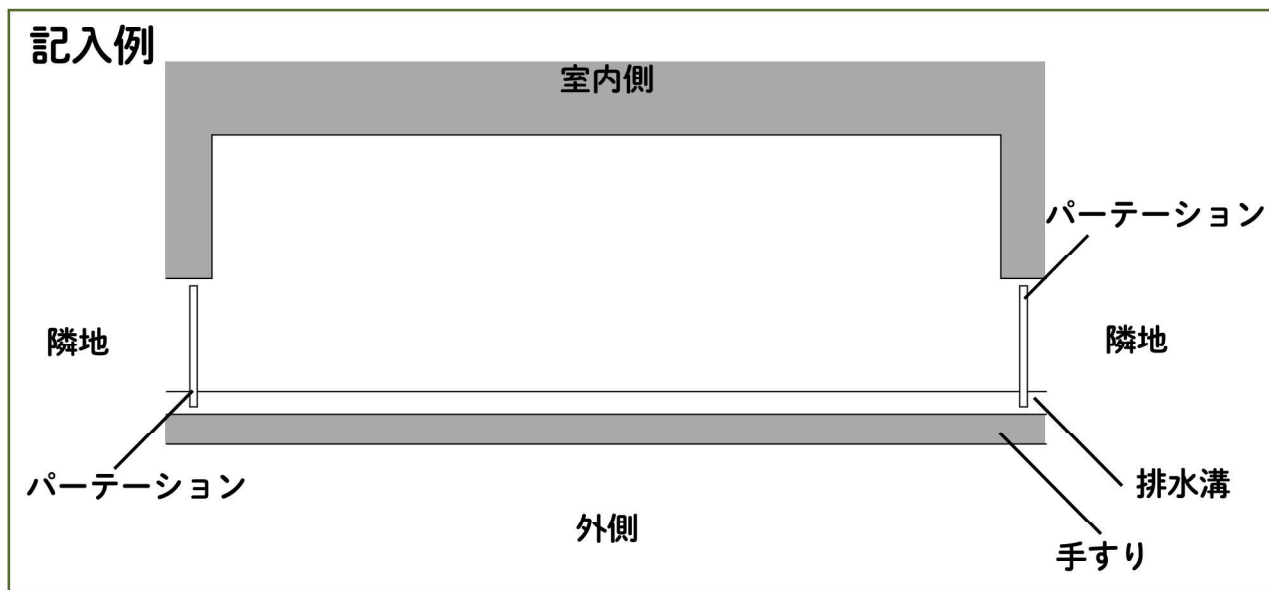 記入例
室内側
パーテーション
隣地
隣地
パーテーション
排水溝
外側
手すり